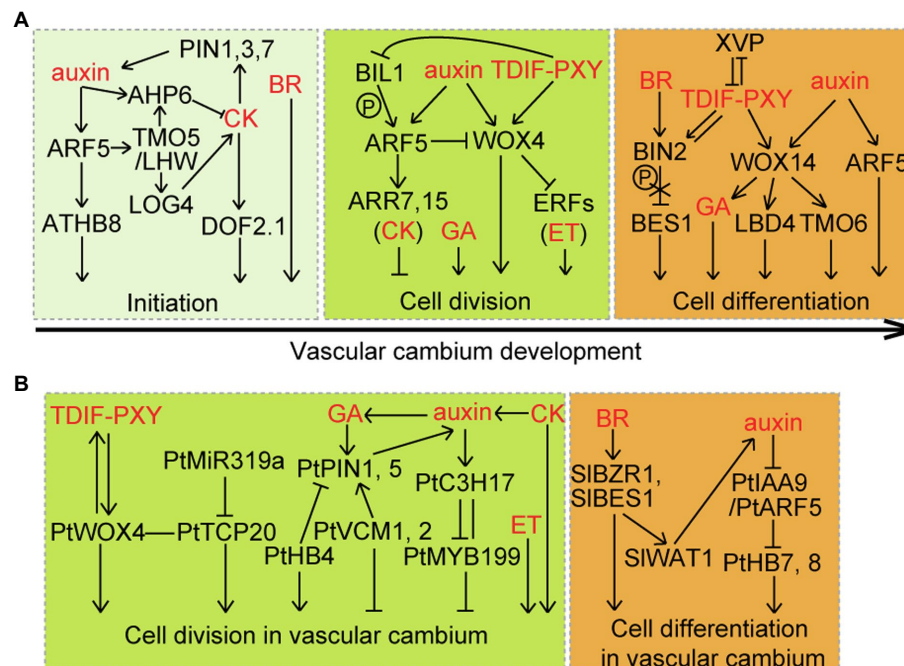 A
PIN1,3,7
auxin
AHP6
CK
BR
ARF5
TMO5
/LHW
LOG4
ATHB8
DOF2.1
Initiation
BIL1
auxin TDIF-PXY
P
ARF5
WOX4
ARR7,15
(CK)
GA
ERFs
(ET)
Cell division
XVP
BR
TDIF-PXY
auxin
BIN2
P
WOX14
ARF5
GA
BES1
LBD4 TMO6
Cell differentiation
Vascular cambium development
B
TDIF-PXY
GA
auxin
CK
PtMiR319a
PtPIN1, 5
PtC3H17
PtWOX4
PtTCP20
PtVCM1, 2
ET
PtHB4
PtMYB199
Cell division in vascular cambium
BR
auxin
SlBZR1,
SlBES1
PtIAA9
/PtARF5
SlWAT1
PtHB7, 8
Cell differentiation
in vascular cambium